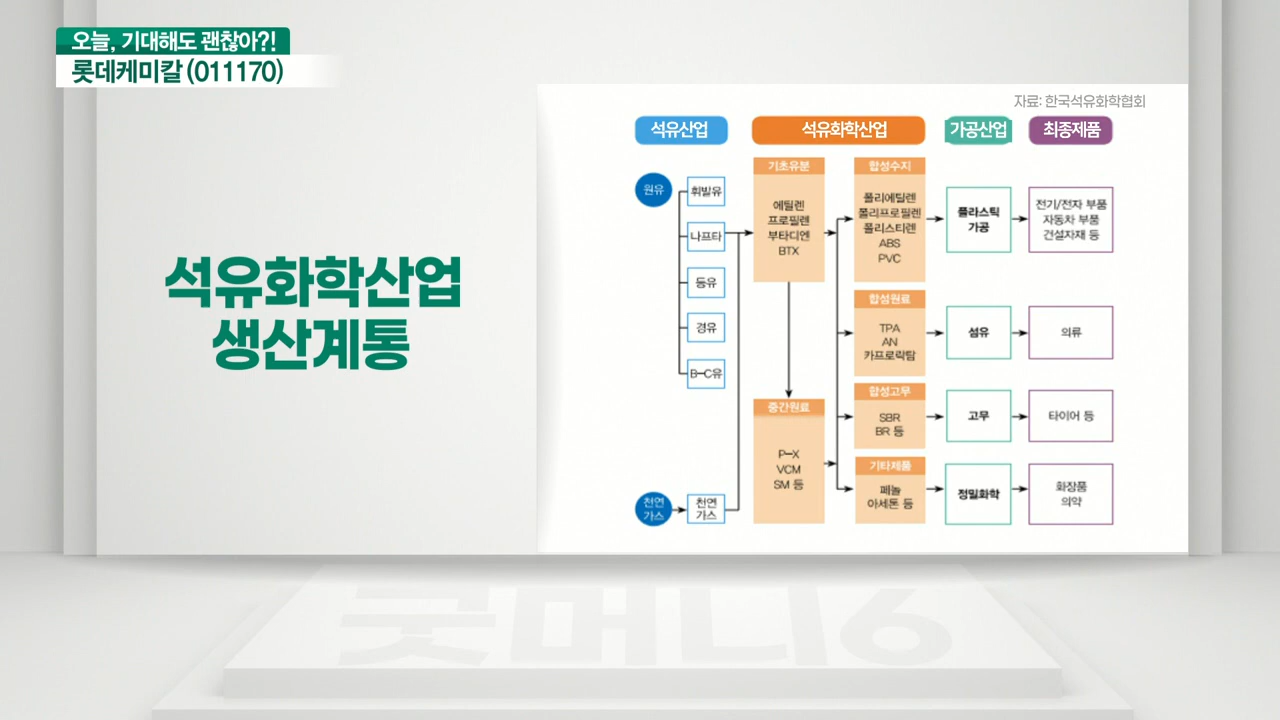 오늘, 기대해도 괜찮아?!
롯데케미칼(011170)
석유화학산업
생산계통
자료: 한국석유화학협회
석유산업
석유화학산업
가공산업
최종제품
원유
휘발유
나프타
등유
경유
B-C유
천연
가스
천연
가스
기초유분
에틸렌
프로필렌
부타디엔
BTX
중간원료
P-X
VCM
SM 등
합성수지
폴리에틸렌
폴리프로필렌
폴리스티렌
ABS
PVC
합성원료
TPA
AN
카프로락탐
합성고무
SBR
BR 등
기타제품
페놀
아세톤 등
플라스틱
가공
섬유
고무
정밀화학
전기/전자 부품
자동차 부품
건설자재 등
의류
타이어 등
화장품
의약
굿머니6